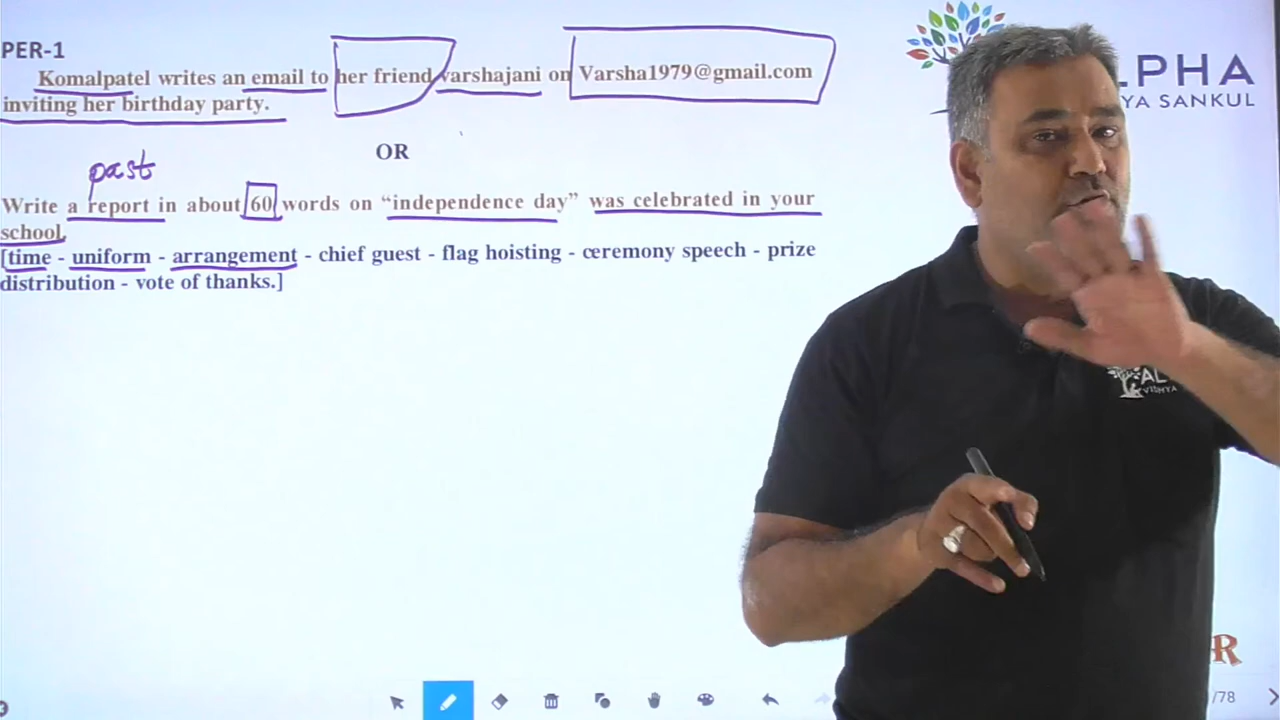 PER-1
Komalpatel writes an email to her friend varshajani on Varsha1979@gmail.com
inviting her birthday party.
OR
past
Write a report in about 60 words on “independence day” was celebrated in your
school.
[time - uniform - arrangement - chief guest - flag hoisting - ceremony speech - prize
distribution - vote of thanks.]
LPHA
YA SANKUL
AL
VIDHYA
R
/78